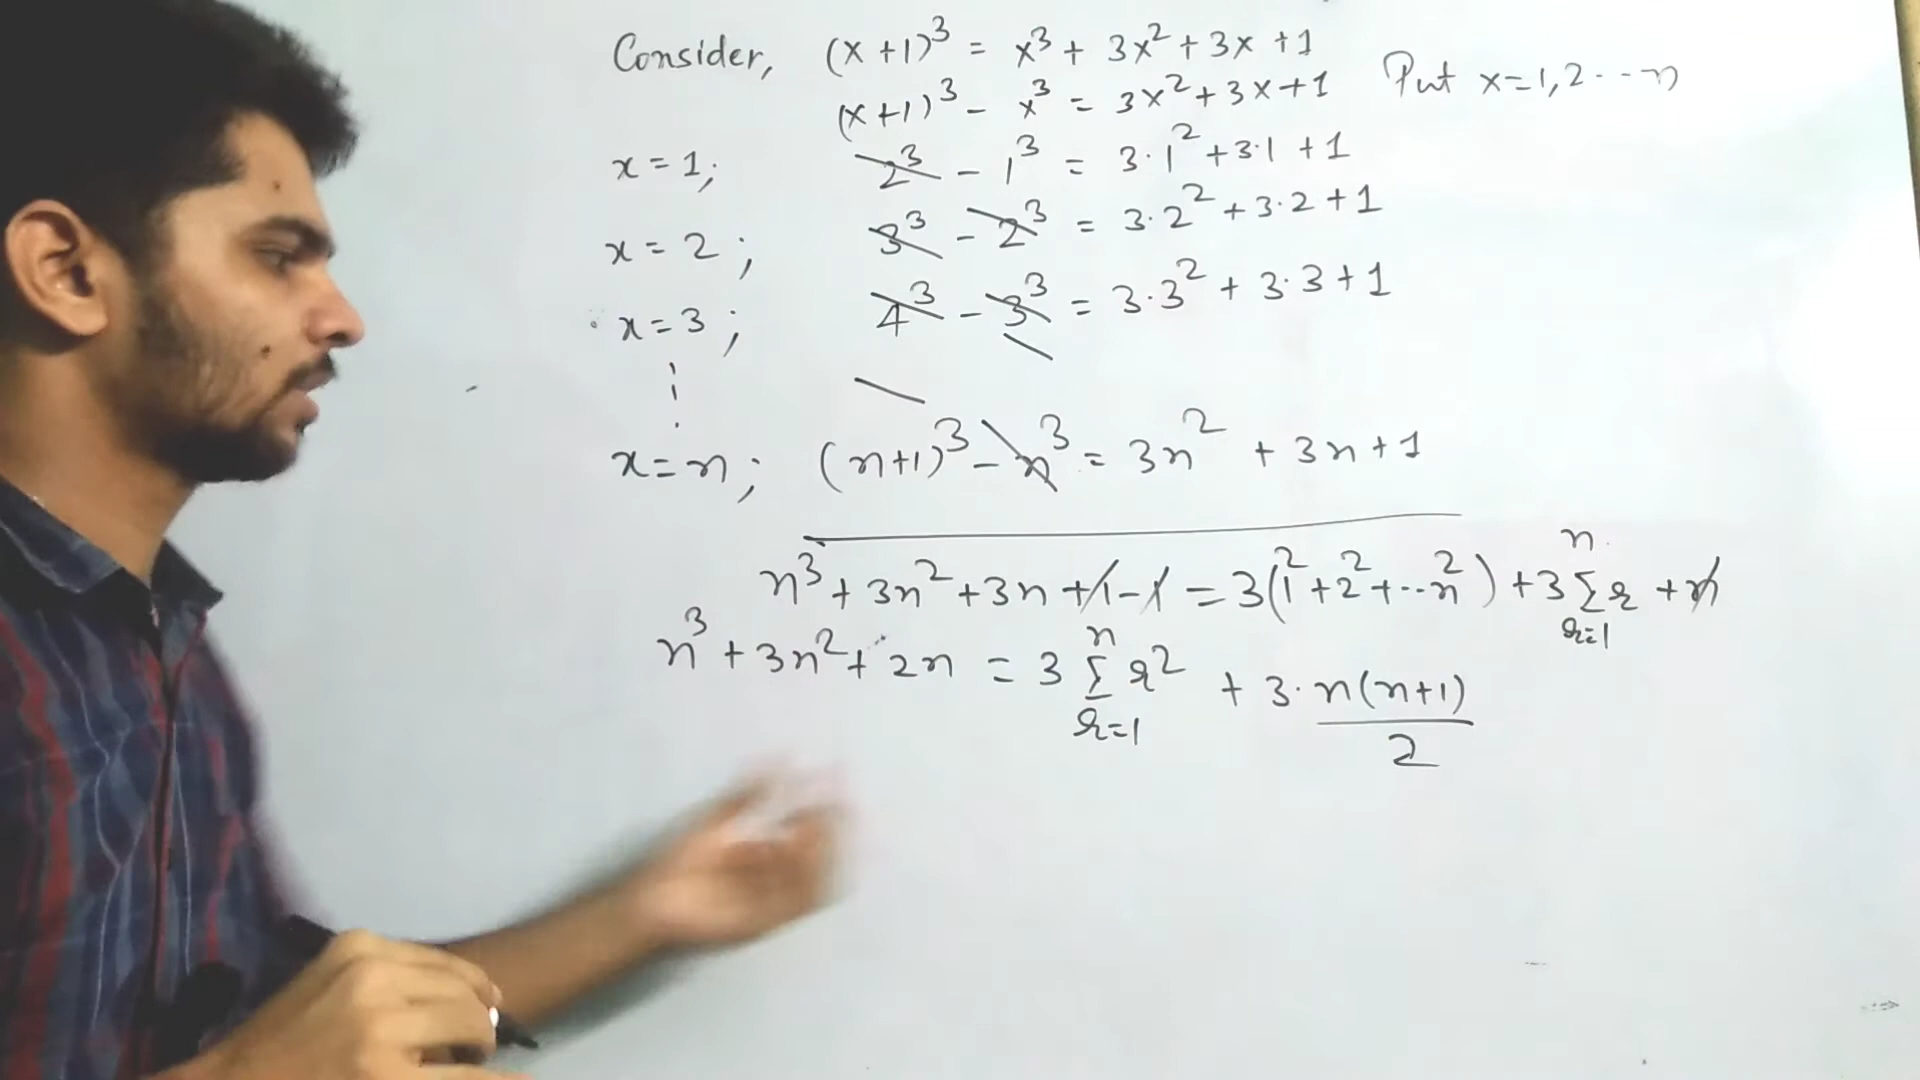 Consider, (x+1)³ = x³ + 3x² + 3x + 1
(x+1)³ - x³ = 3x² + 3x + 1 Put x=1,2---n
x = 1; 2³ - 1³ = 3·1² + 3·1 + 1
x = 2; 3³ - 2³ = 3·2² + 3·2 + 1
x = 3; 4³ - 3³ = 3·3² + 3·3 + 1
x = n; (n+1)³ - n³ = 3n² + 3n + 1
n³ + 3n² + 3n + 1 - 1 = 3(1² + 2² + ··n²) + 3 ∑_{r=1}^{n} r + n
n³ + 3n² + 2n = 3 ∑_{r=1}^{n} r² + 3·n(n+1)/2